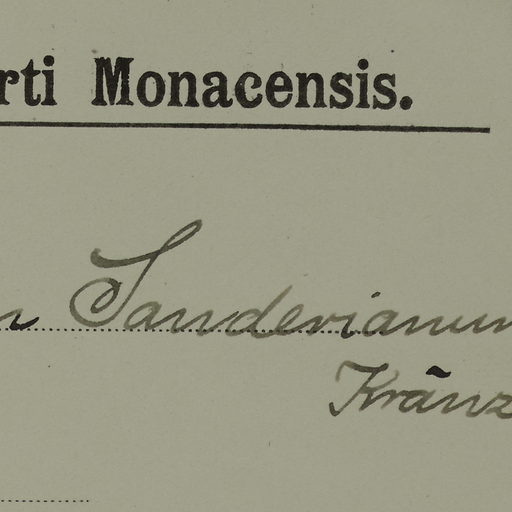 rti Monacensis.
n Sanderianum
Kränz